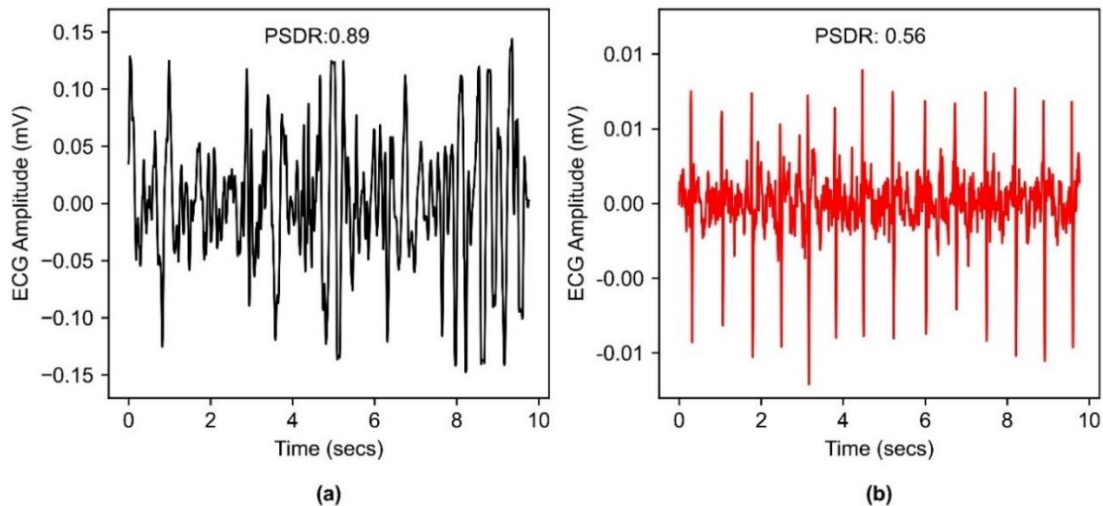 PSDR:0.89
ECG Amplitude (mV)
0.15
0.10
0.05
0.00
−0.05
−0.10
−0.15
0 2 4 6 8 10
Time (secs)
(a)
PSDR: 0.56
ECG Amplitude (mV)
0.01
0.01
0.00
-0.00
-0.01
0 2 4 6 8 10
Time (secs)
(b)